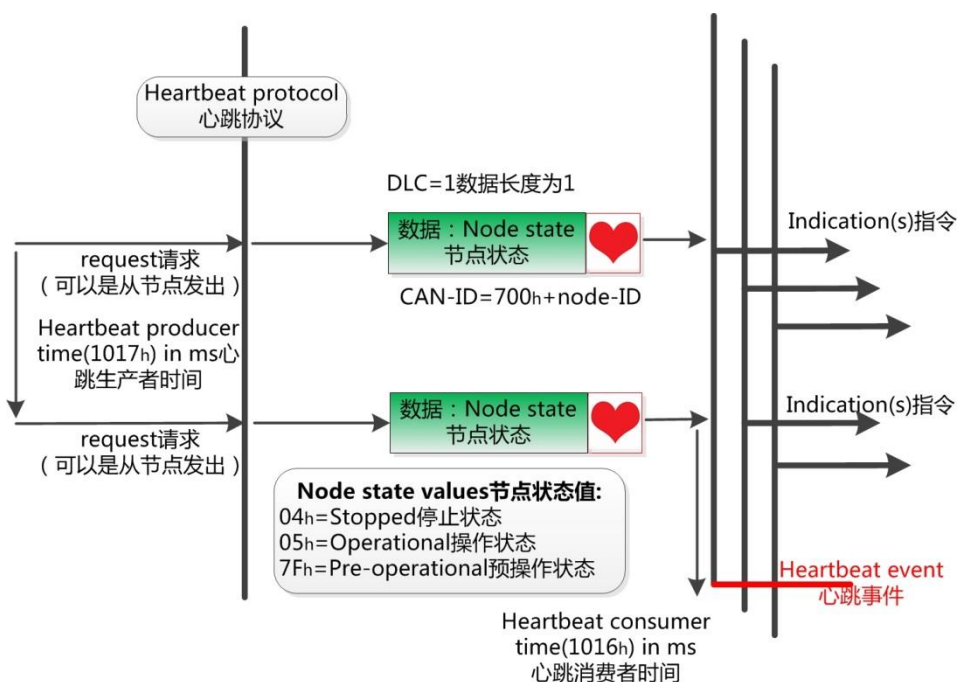 Heartbeat protocol
心跳协议
DLC=1数据长度为1
数据：Node state
节点状态
Indication(s)指令
request请求
（可以是从节点发出）
CAN-ID=700h+node-ID
Heartbeat producer
time(1017h) in ms心
跳生产者时间
数据：Node state
节点状态
Indication(s)指令
request请求
（可以是从节点发出）
Node state values节点状态值:
04h=Stopped停止状态
05h=Operational操作状态
7Fh=Pre-operational预操作状态
Heartbeat event
心跳事件
Heartbeat consumer
time(1016h) in ms
心跳消费者时间